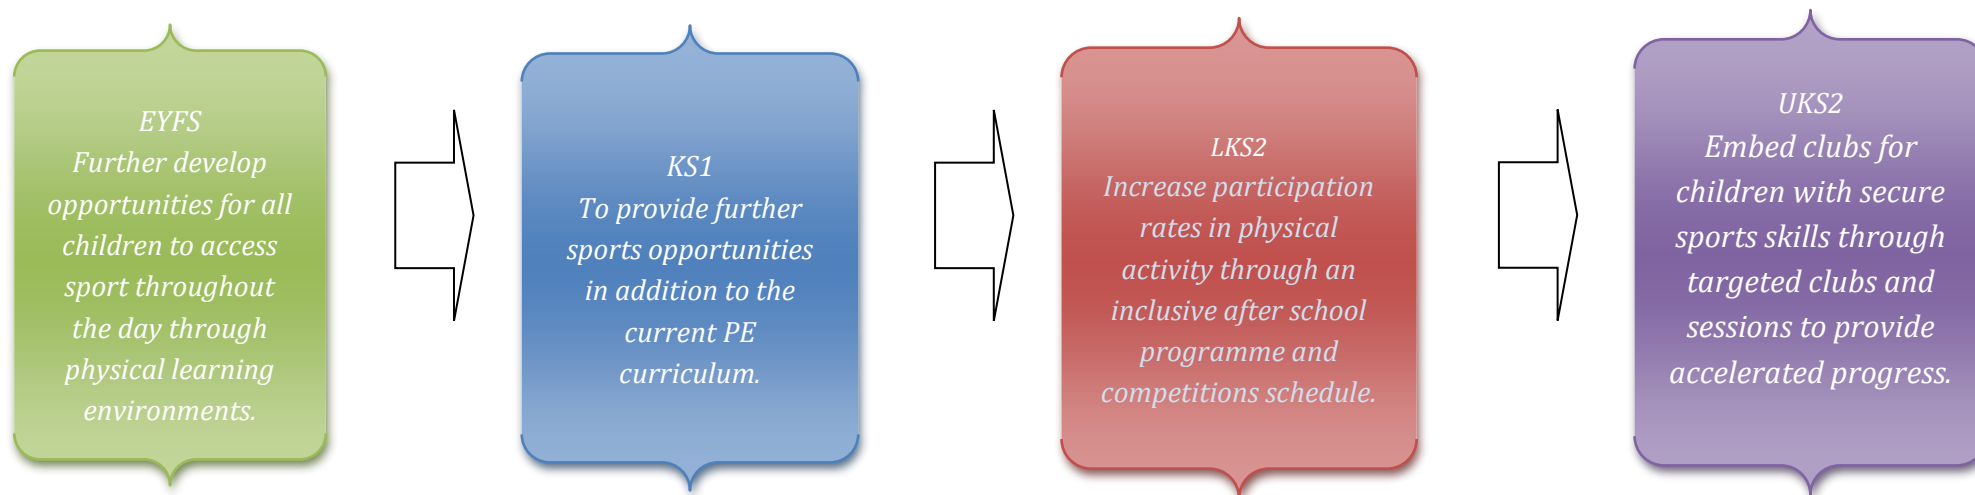 EYFS
Further develop
opportunities for all
children to access
sport throughout
the day through
physical learning
environments.
KS1
To provide further
sports opportunities
in addition to the
current PE
curriculum.
LKS2
Increase participation
rates in physical
activity through an
inclusive after school
programme and
competitions schedule.
UKS2
Embed clubs for
children with secure
sports skills through
targeted clubs and
sessions to provide
accelerated progress.